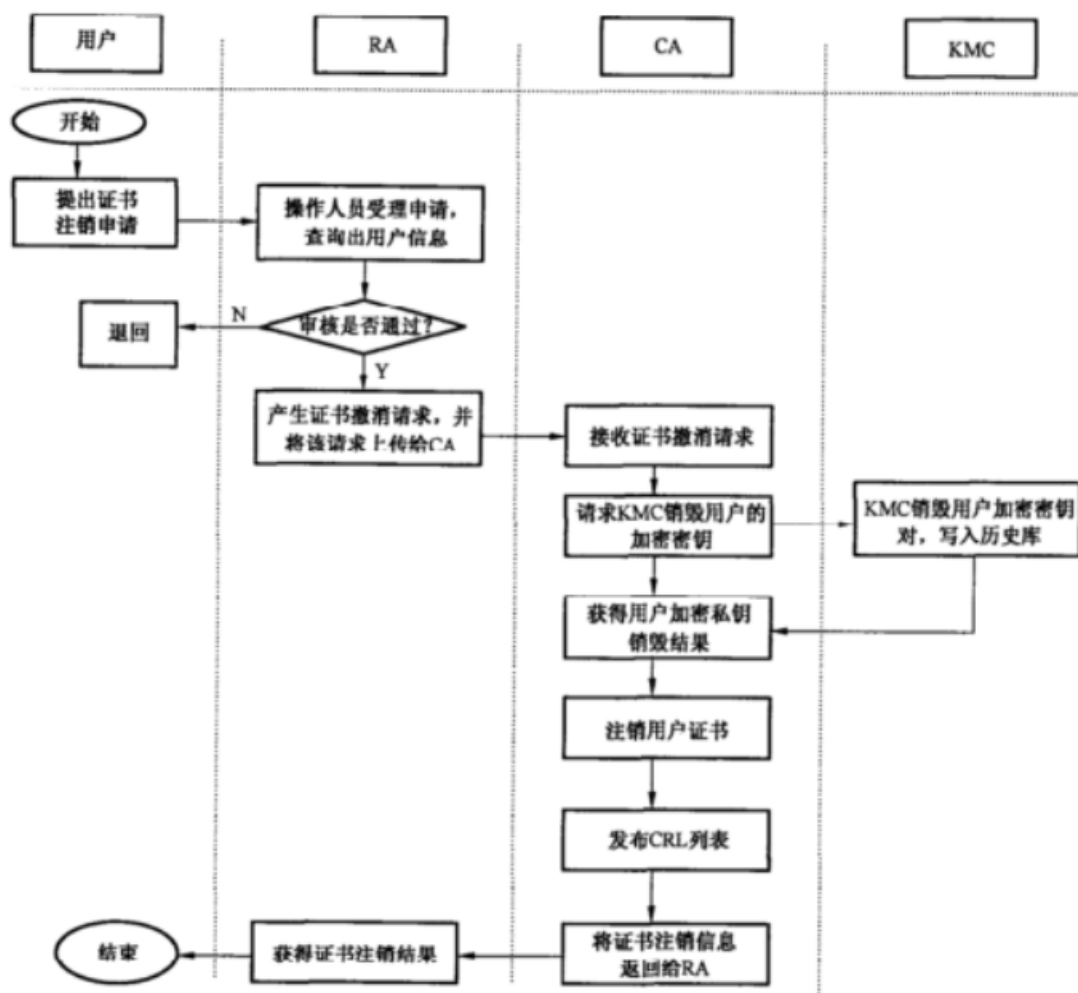 用户
RA
CA
KMC
开始
提出证书
注销申请
操作人员受理申请，
查询出用户信息
审核是否通过？
N
退回
Y
产生证书撤消请求，并
将该请求上传给CA
接收证书撤消请求
请求KMC销毁用户的
加密密钥
KMC销毁用户加密密钥
对，写入历史库
获得用户加密私钥
销毁结果
注销用户证书
发布CRL列表
将证书注销信息
返回给RA
获得证书注销结果
结束